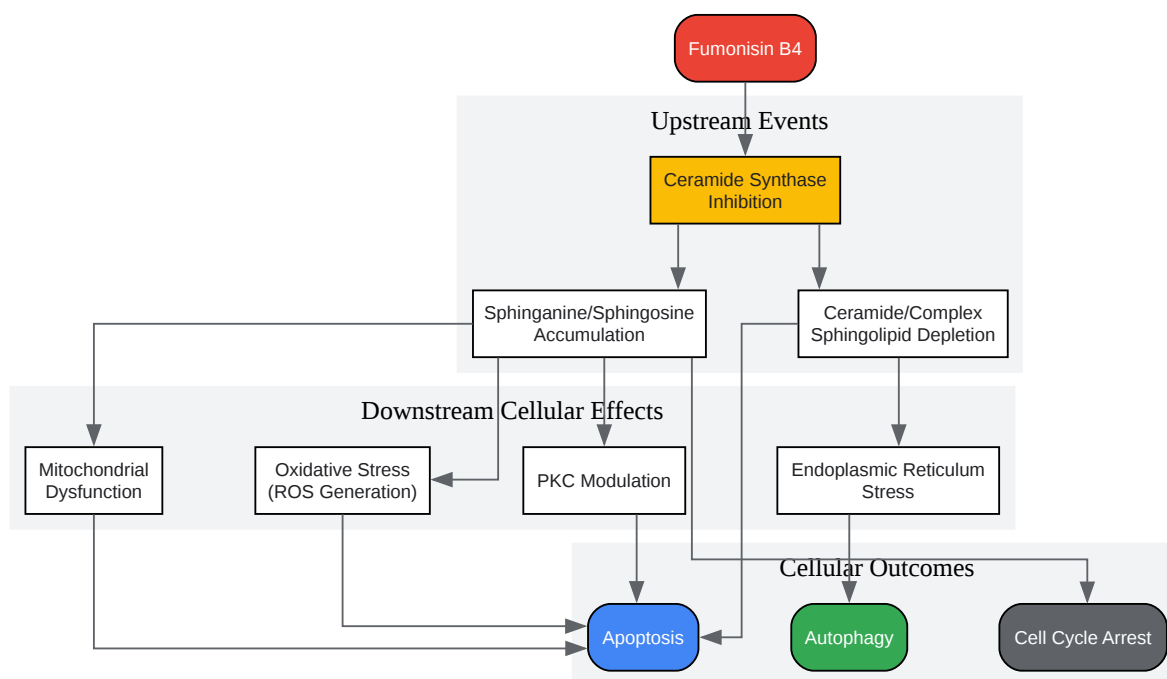 Fumonisin B4
Upstream Events
Ceramide Synthase
Inhibition
Sphinganine/Sphingosine
Accumulation
Ceramide/Complex
Sphingolipid Depletion
Downstream Cellular Effects
Mitochondrial
Dysfunction
Oxidative Stress
(ROS Generation)
PKC Modulation
Endoplasmic Reticulum
Stress
Cellular Outcomes
Apoptosis
Autophagy
Cell Cycle Arrest